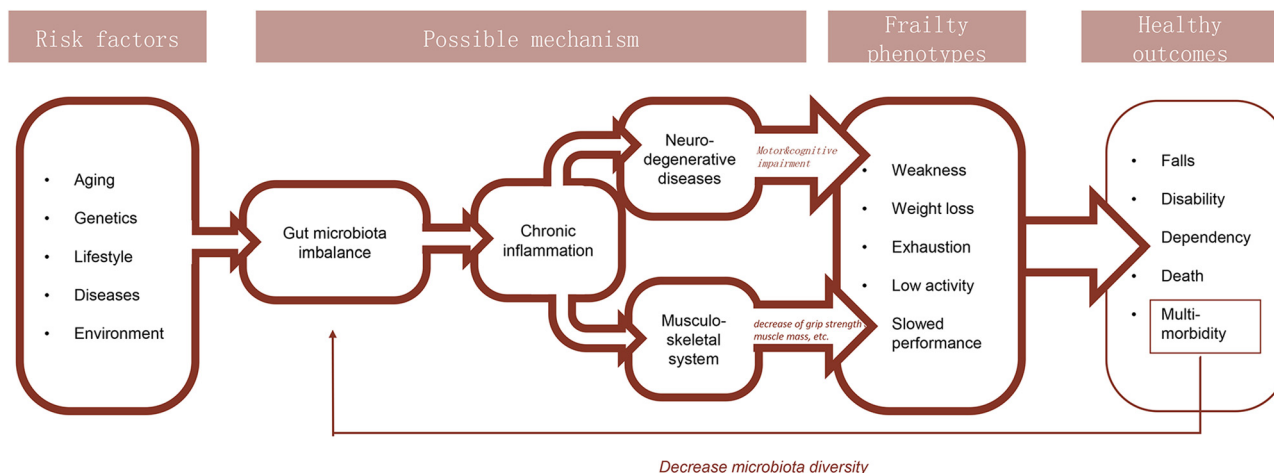 Risk factors
Possible mechanism
Frailty
phenotypes
Healthy
outcomes
• Aging
• Genetics
• Lifestyle
• Diseases
• Environment
Gut microbiota
imbalance
Chronic
inflammation
Neuro-
degenerative
diseases
Motor&cognitive
impairment
Musculo-
skeletal
system
decrease of grip strength
muscle mass, etc.
• Weakness
• Weight loss
• Exhaustion
• Low activity
• Slowed
performance
• Falls
• Disability
• Dependency
• Death
• Multi-
morbidity
Decrease microbiota diversity